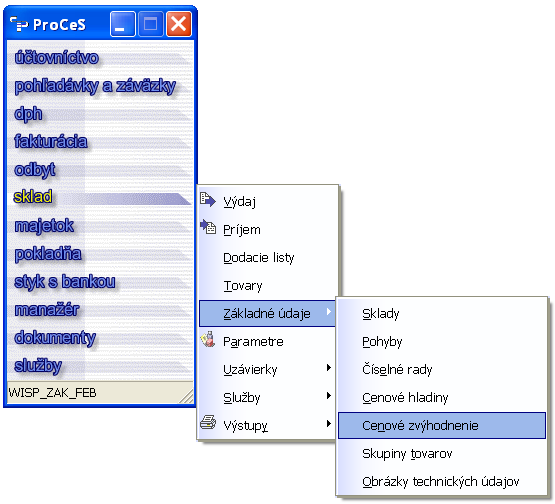 ProCeS
účtovníctvo
pohľadávky a záväzky
dph
fakturácia
odbyt
sklad
majetok
pokladňa
styk s bankou
manažér
dokumenty
služby
WISP_ZAK_FEB
Výdaj
Príjem
Dodacie listy
Tovary
Základné údaje
Parametre
Uzávierky
Služby
Výstupy
Sklady
Pohyby
Číselné rady
Cenové hladiny
Cenové zvýhodnenie
Skupiny tovarov
Obrázky technických údajov